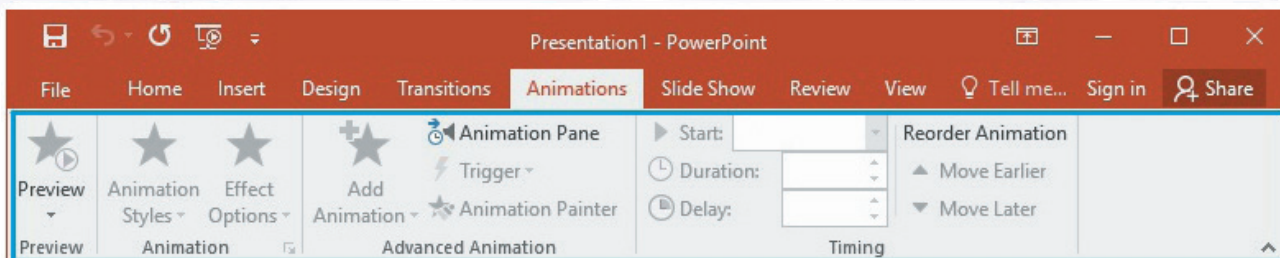 Presentation1 - PowerPoint
File Home Insert Design Transitions Animations Slide Show Review View Tell me... Sign in Share
Preview
Animation Styles
Effect Options
Add Animation
Animation Pane
Trigger
Animation Painter
Start:
Duration:
Delay:
Reorder Animation
Move Earlier
Move Later
Preview Animation Advanced Animation Timing